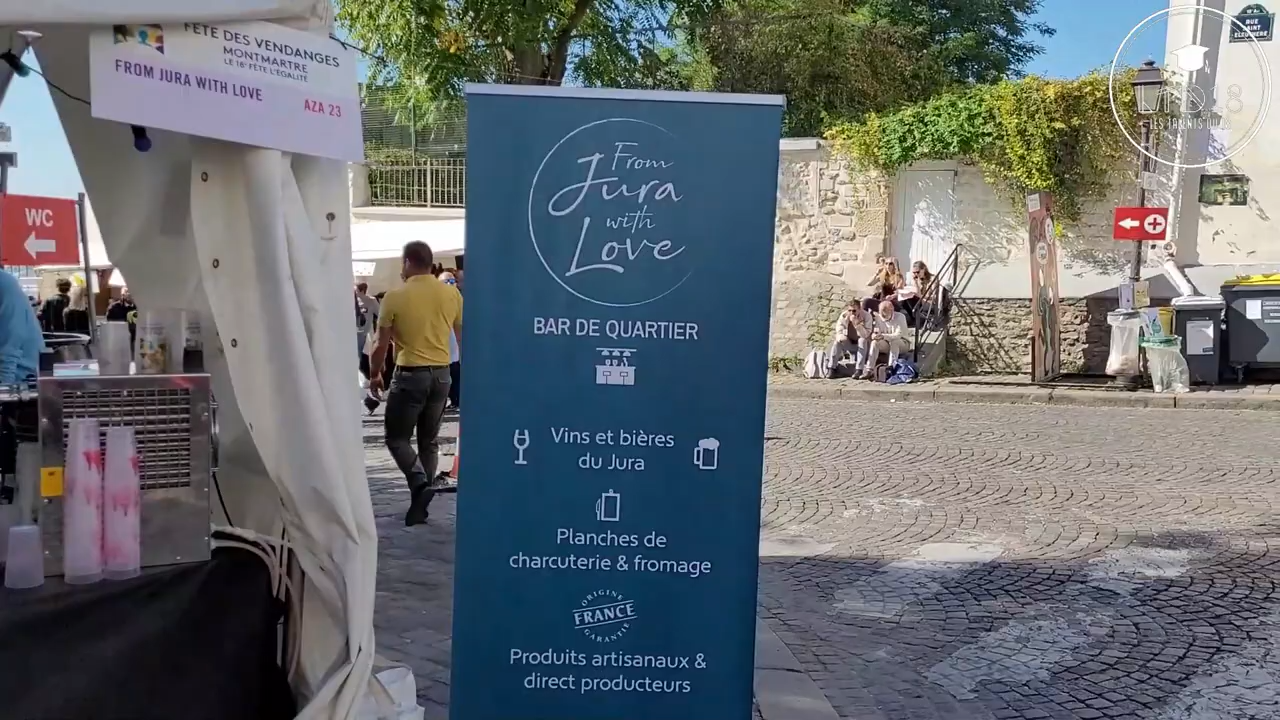 FÊTE DES VENDANGES
MONTMARTRE
LE 18ᵉ FÊTE L'ÉGALITÉ
FROM JURA WITH LOVE
AZA 23
WC
From
Jura
with
Love
BAR DE QUARTIER
Vins et bières
du Jura
Planches de
charcuterie & fromage
ORIGINE
FRANCE
GARANTIE
Produits artisanaux &
direct producteurs
RUE
SAINT
ELEUTHERE